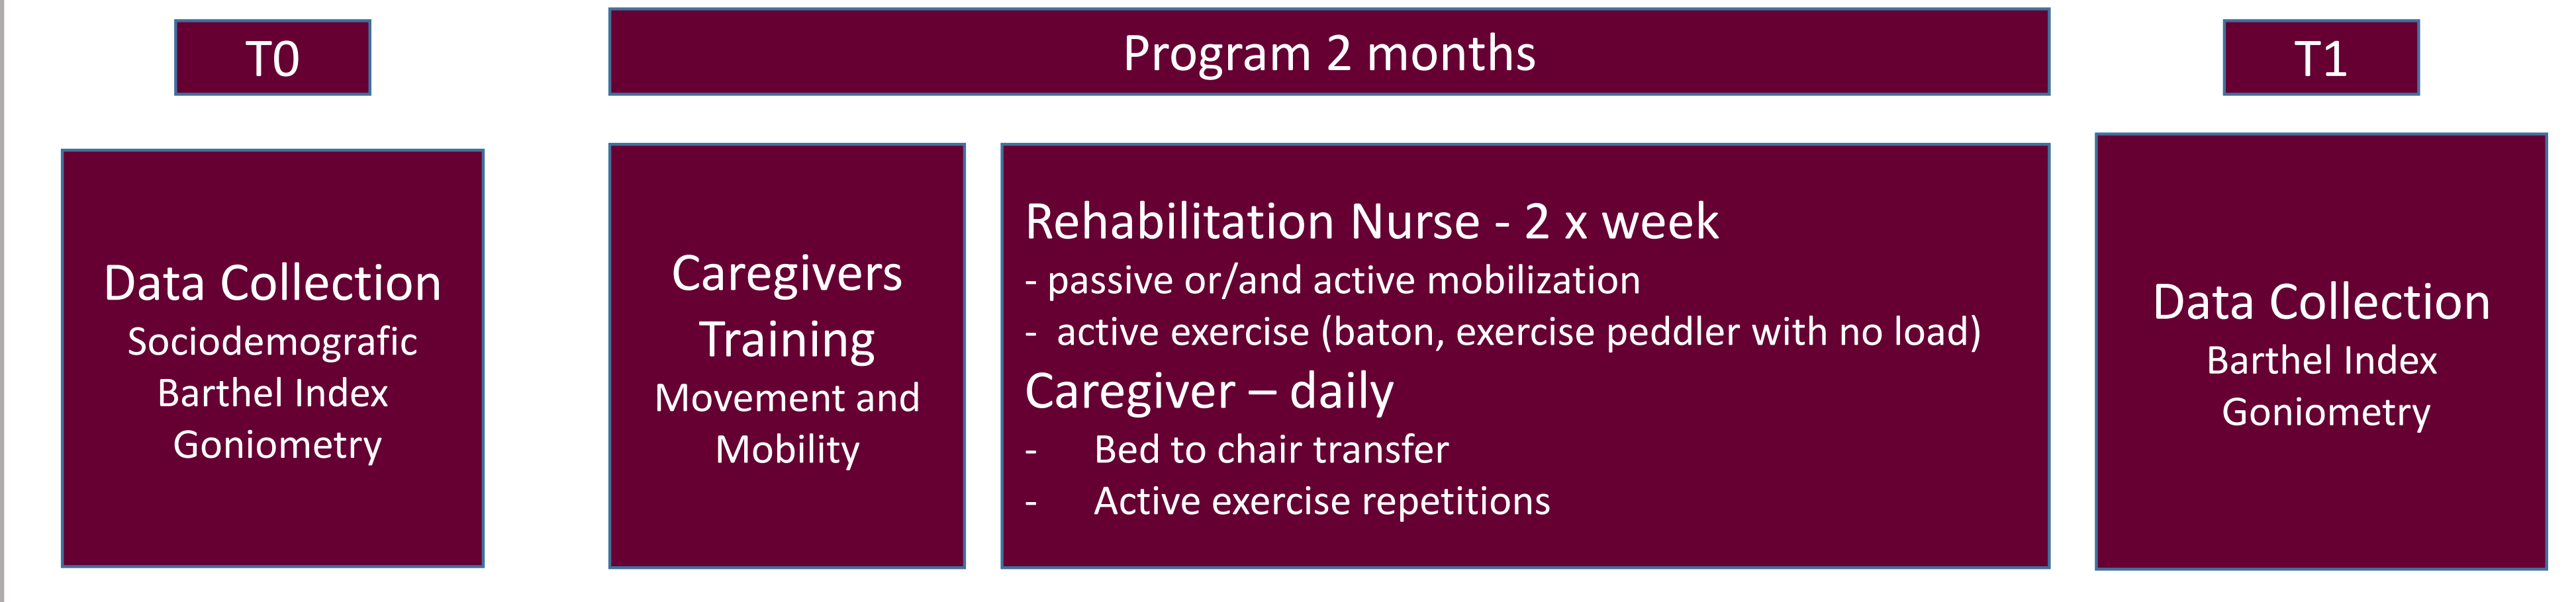 T0
Program 2 months
T1
Data Collection
Sociodemografic
Barthel Index
Goniometry
Caregivers
Training
Movement and
Mobility
Rehabilitation Nurse - 2 x week
- passive or/and active mobilization
- active exercise (baton, exercise peddler with no load)
Caregiver – daily
- Bed to chair transfer
- Active exercise repetitions
Data Collection
Barthel Index
Goniometry